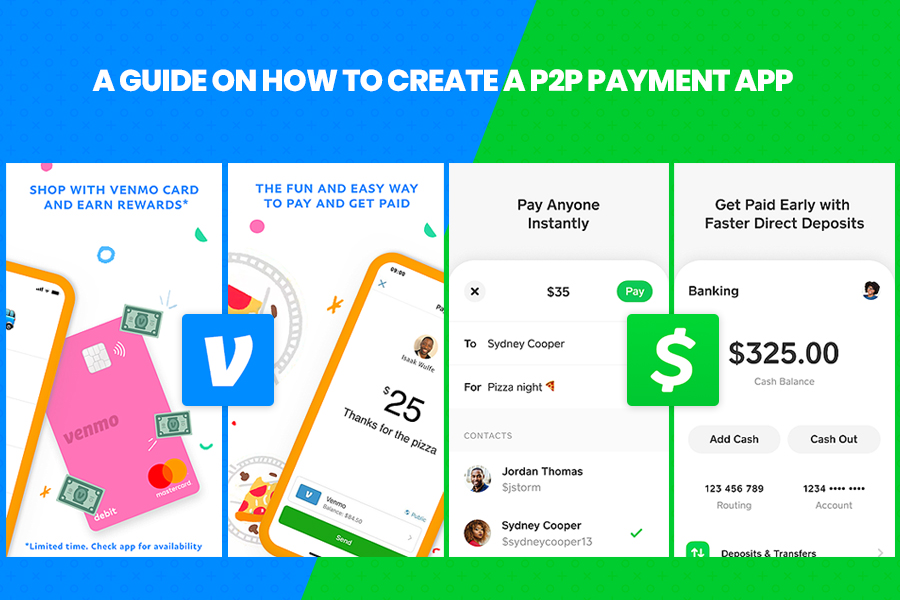 A GUIDE ON HOW TO CREATE A P2P PAYMENT APP
SHOP WITH VENMO CARD
AND EARN REWARDS*
venmo
mastercard
debit
*Limited time. Check app for availability
THE FUN AND EASY WAY
TO PAY AND GET PAID
09:00
Pa
Isaak Wulfe
$25
Thanks for the pizza
Venmo
Balance: $84.50
Public
Send
Pay Anyone
Instantly
$35
Pay
To Sydney Cooper
For Pizza night 🍕
CONTACTS
Jordan Thomas
$jstorm
Sydney Cooper
$sydneycooper13
$
Get Paid Early with
Faster Direct Deposits
Banking
$325.00
Cash Balance
Add Cash Cash Out
123 456 789 1234 •••• ••••
Routing Account
Deposits & Transfers